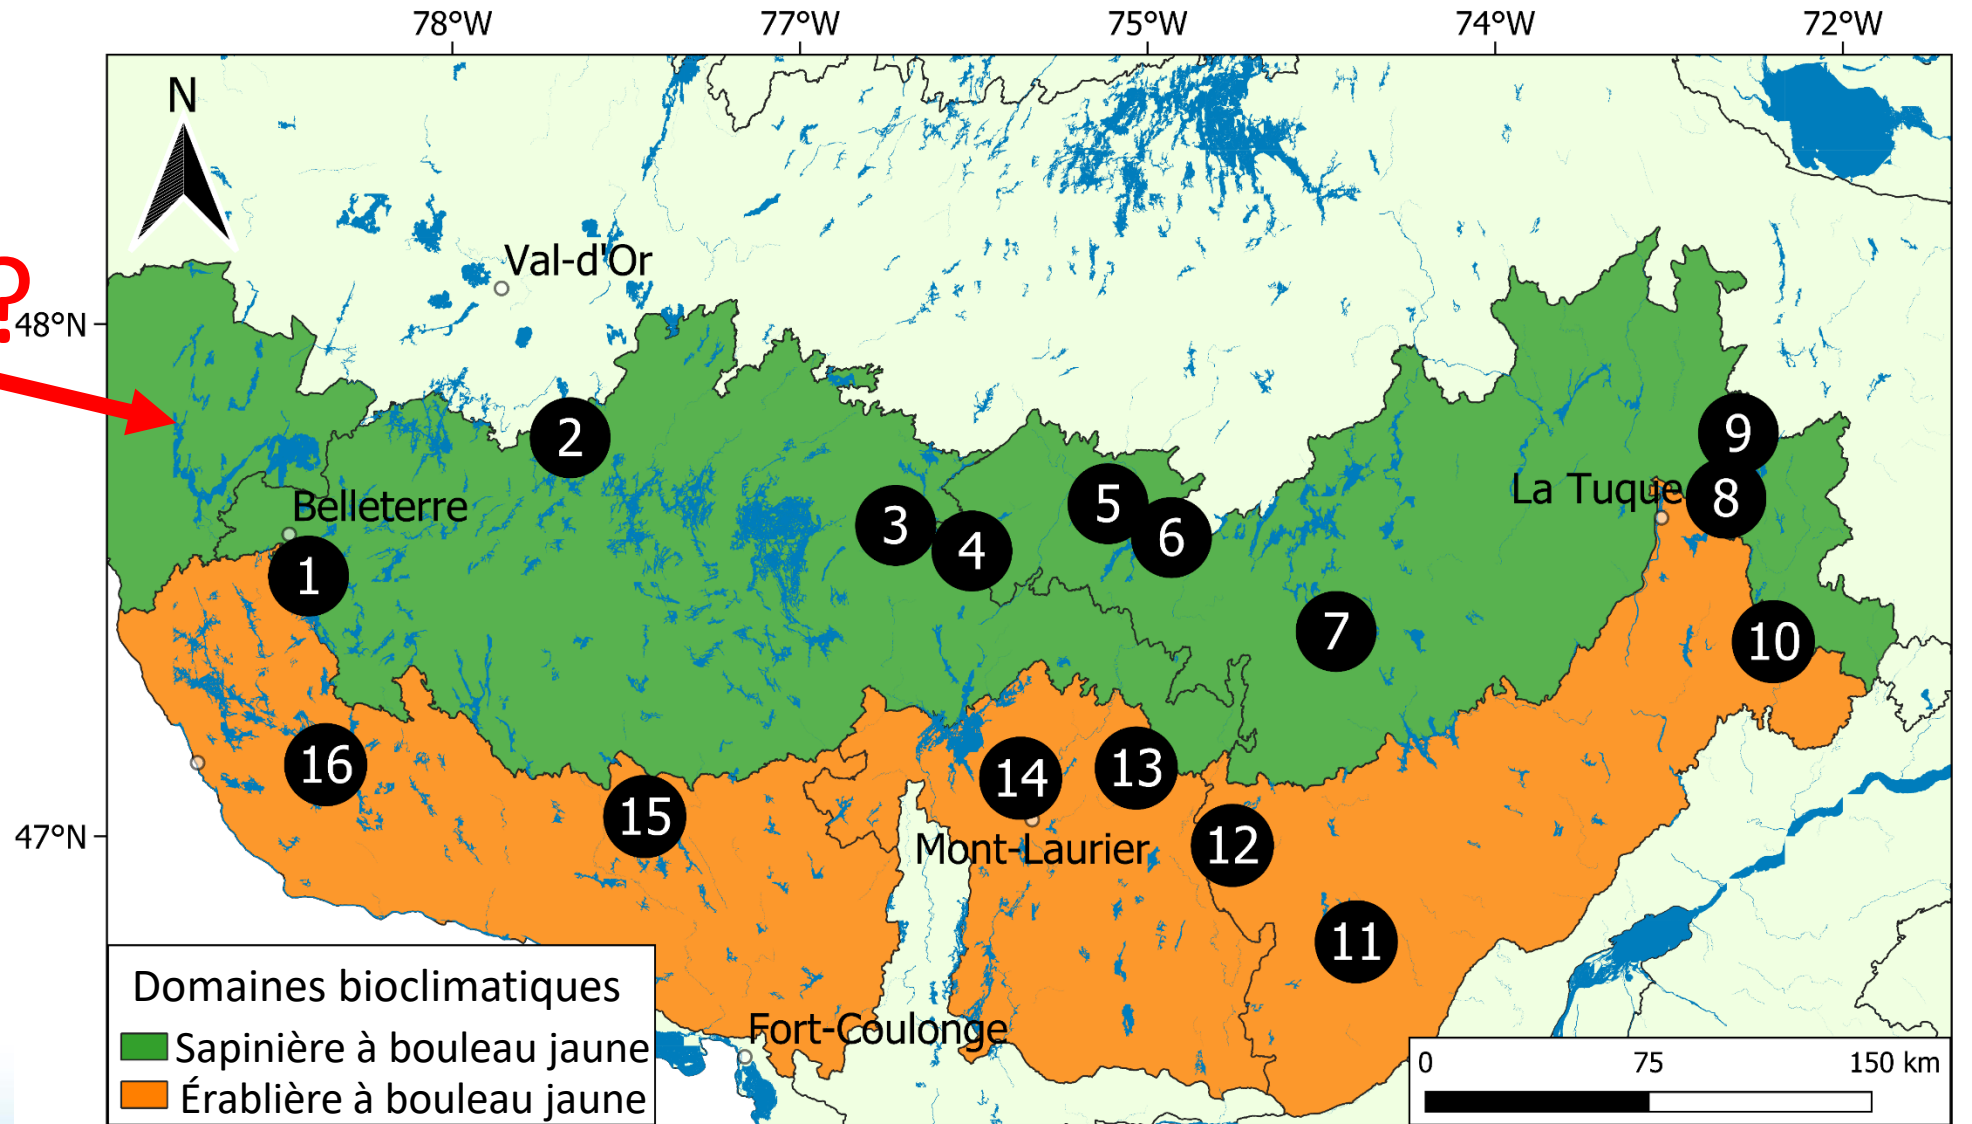 78°W 77°W 75°W 74°W 72°W
N
Val-d'Or
?
48°N
2
9
La Tuque
8
5
Belleterre
3
6
4
1
7
10
16
13
14
15
47°N
12
Mont-Laurier
11
Domaines bioclimatiques
Fort-Coulonge
Sapinière à bouleau jaune
Érablière à bouleau jaune
0 75 150 km